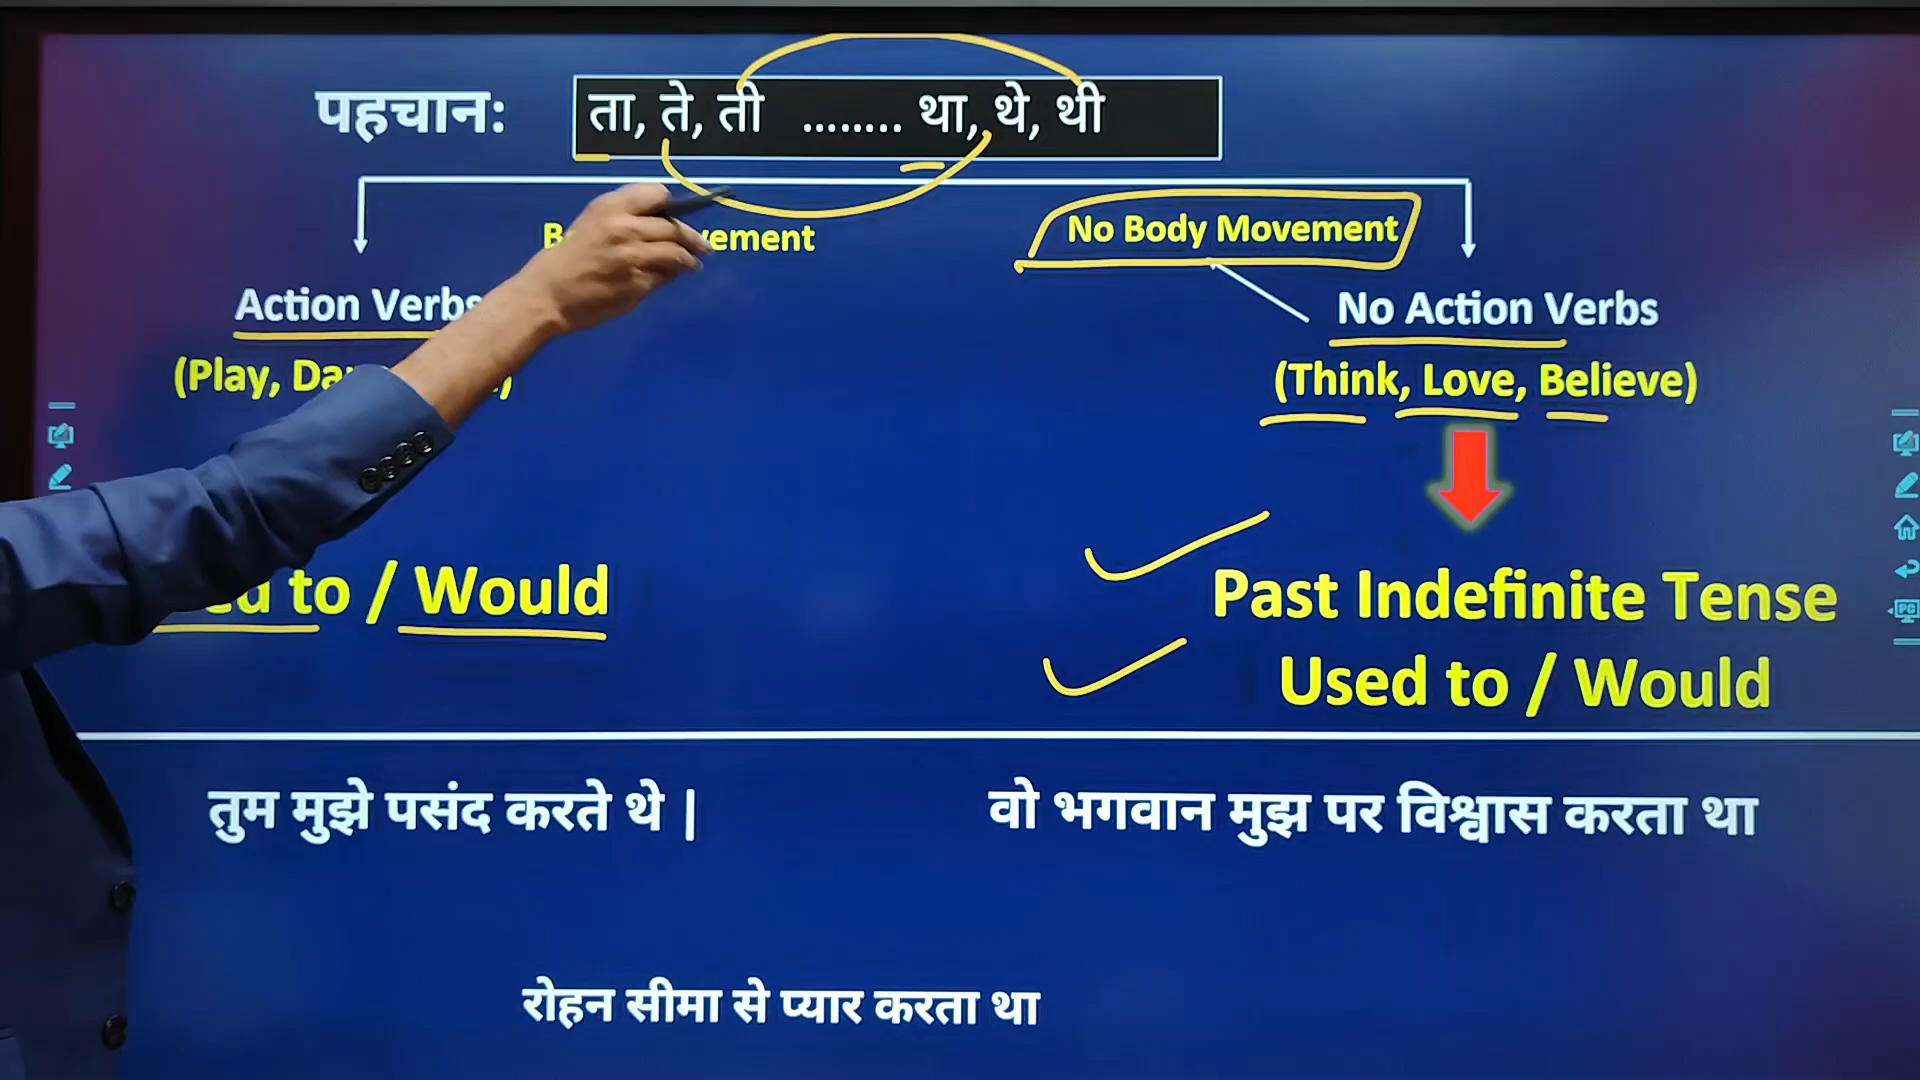 पहचान: ता, ते, ती ........ था, थे, थी
No Body Movement
Action Verbs No Action Verbs
(Play, (Think, Love, Believe)
to / Would Past Indefinite Tense
Used to / Would
तुम मुझे पसंद करते थे | वो भगवान मुझ पर विश्वास करता था
रोहन सीमा से प्यार करता था